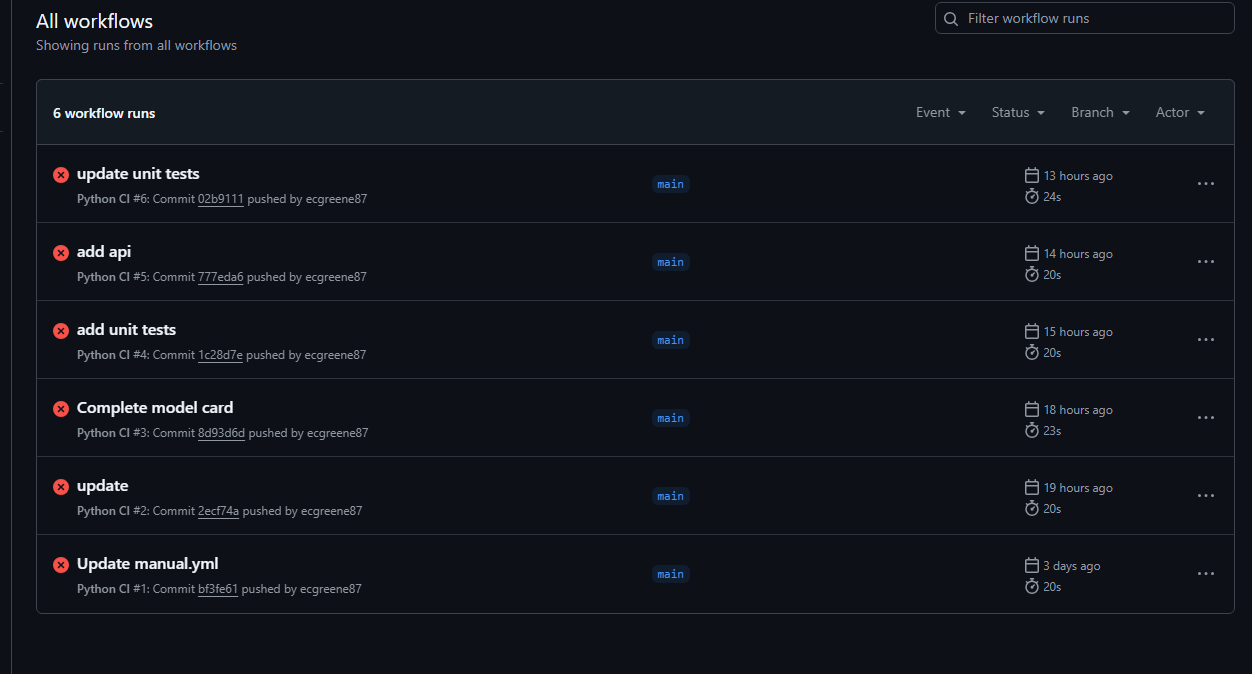 All workflows
Filter workflow runs
Showing runs from all workflows
6 workflow runs
Event
Status
Branch
Actor
update unit tests
Python CI #6: Commit 02b9111 pushed by ecgreene87
main
13 hours ago
24s
add api
Python CI #5: Commit 777eda6 pushed by ecgreene87
main
14 hours ago
20s
add unit tests
Python CI #4: Commit 1c28d7e pushed by ecgreene87
main
15 hours ago
20s
Complete model card
Python CI #3: Commit 8d93d6d pushed by ecgreene87
main
18 hours ago
23s
update
Python CI #2: Commit 2ecf74a pushed by ecgreene87
main
19 hours ago
20s
Update manual.yml
Python CI #1: Commit bf3fe61 pushed by ecgreene87
main
3 days ago
20s